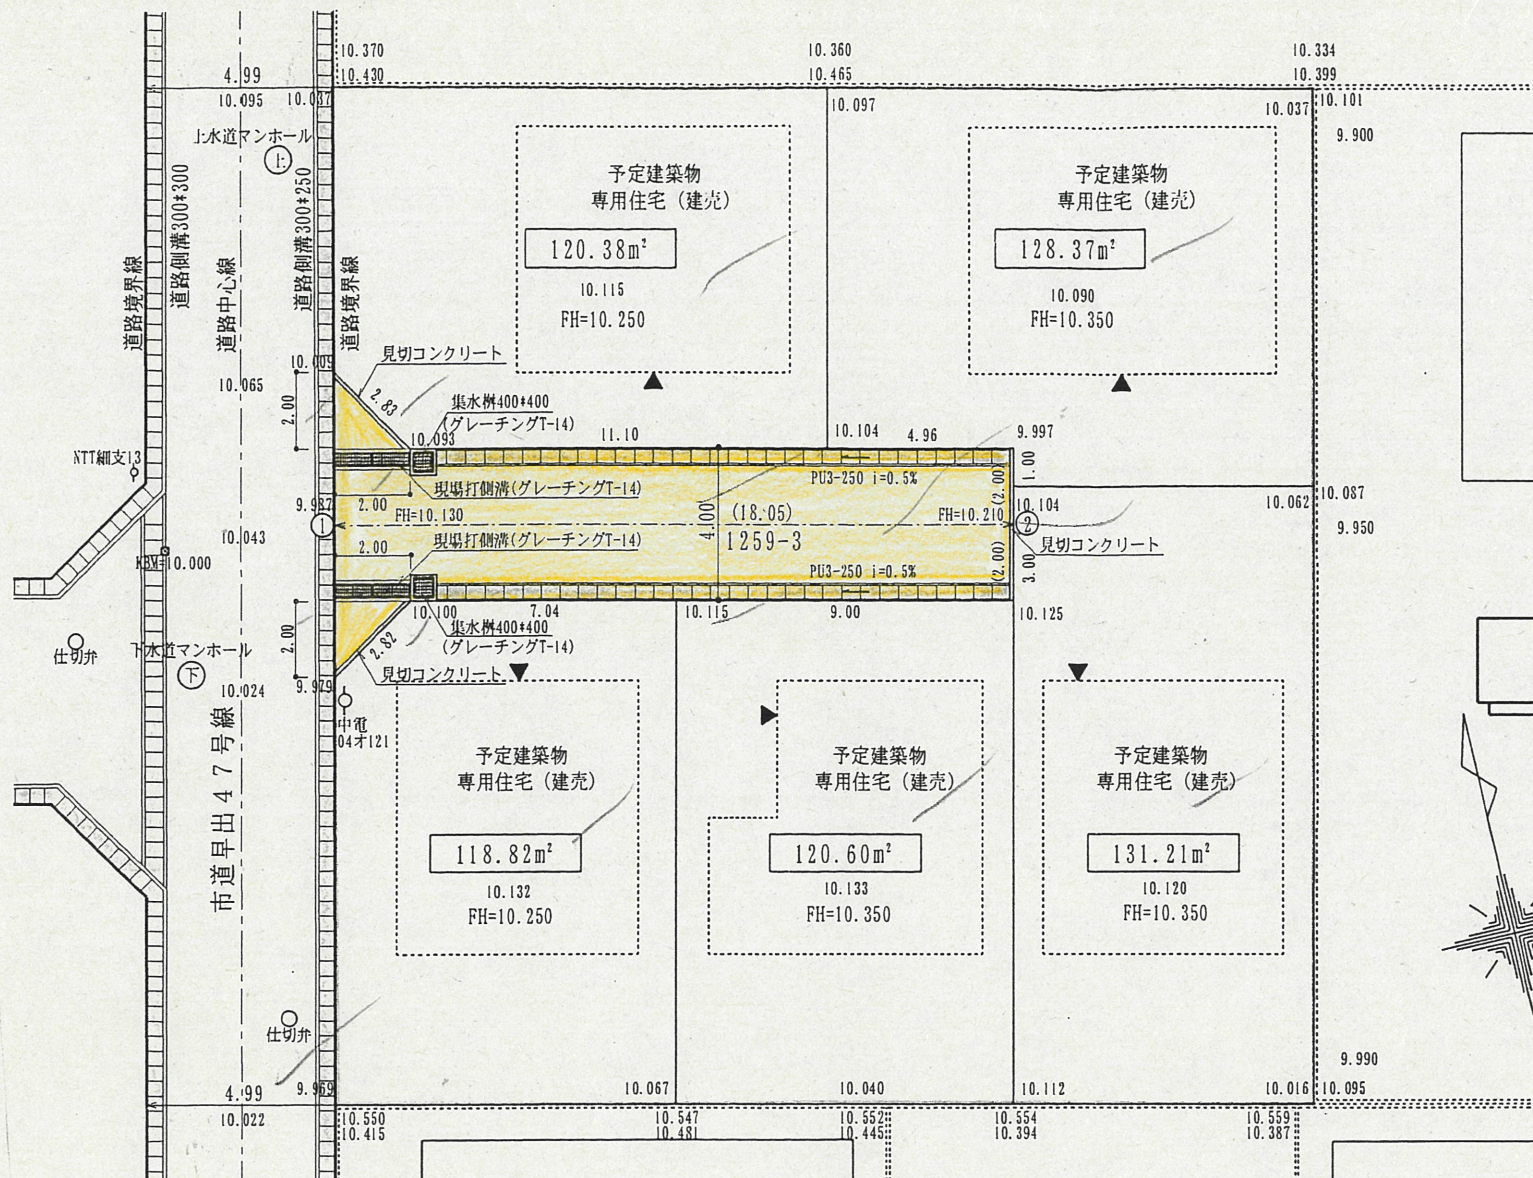 10.370
10.430
10.360
10.465
10.334
10.399
4.99
10.095
10.037
10.097
10.037
10.101
9.900
上水道マンホール
上
道路境界線
道路側溝300*300
道路中心線
道路側溝300*250
道路境界線
予定建築物
専用住宅(建売)
120.38m²
10.115
FH=10.250
予定建築物
専用住宅(建売)
128.37m²
10.090
FH=10.350
10.009
見切コンクリート
10.065
2.00
2.83
集水桝400*400
(グレーチングT-14)
10.093
11.10
10.104
4.96
9.997
NTT細支13
PU3-250 i=0.5%
(2.00)
1.00
現場打側溝(グレーチングT-14)
2.00
9.987
FH=10.130
4.00
(18.05)
FH=10.210
10.104
10.062
10.087
9.950
1
2
10.043
1259-3
現場打側溝(グレーチングT-14)
2.00
見切コンクリート
KBM=10.000
PU3-250 i=0.5%
(2.00)
3.00
10.100
7.04
10.115
9.00
10.125
2.00
2.82
集水桝400*400
(グレーチングT-14)
仕切弁
下水道マンホール
下
見切コンクリート
10.024
9.979
中電
04オ121
市道早出47号線
予定建築物
専用住宅(建売)
118.82m²
10.132
FH=10.250
予定建築物
専用住宅(建売)
120.60m²
10.133
FH=10.350
予定建築物
専用住宅(建売)
131.21m²
10.120
FH=10.350
仕切弁
4.99
9.969
10.022
10.067
10.040
10.112
10.016
9.990
10.095
10.550
10.415
10.547
10.481
10.552
10.445
10.554
10.394
10.559
10.387